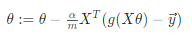 θ := θ − α/m X^T (g(Xθ) − y⃗)